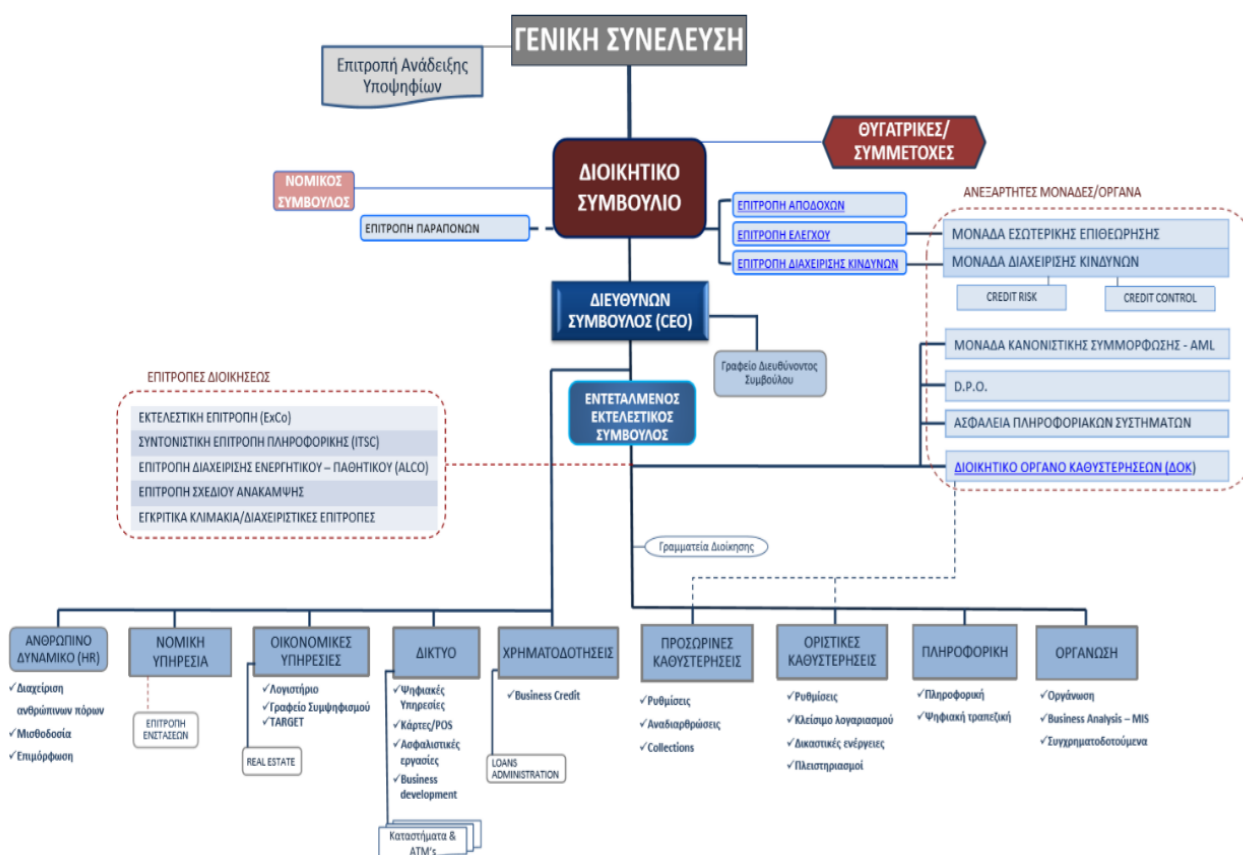 ΓΕΝΙΚΗ ΣΥΝΕΛΕΥΣΗ
Επιτροπή Ανάδειξης
Υποψηφίων
ΘΥΓΑΤΡΙΚΕΣ/
ΣΥΜΜΕΤΟΧΕΣ
ΔΙΟΙΚΗΤΙΚΟ
ΣΥΜΒΟΥΛΙΟ
ΝΟΜΙΚΟΣ
ΣΥΜΒΟΥΛΟΣ
ΕΠΙΤΡΟΠΗ ΠΑΡΑΠΟΝΩΝ
ΕΠΙΤΡΟΠΗ ΑΠΟΔΟΧΩΝ
ΕΠΙΤΡΟΠΗ ΕΛΕΓΧΟΥ
ΕΠΙΤΡΟΠΗ ΔΙΑΧΕΙΡΙΣΗΣ ΚΙΝΔΥΝΩΝ
ΑΝΕΞΑΡΤΗΤΕΣ ΜΟΝΑΔΕΣ/ΟΡΓΑΝΑ
ΜΟΝΑΔΑ ΕΣΩΤΕΡΙΚΗΣ ΕΠΙΘΕΩΡΗΣΗΣ
ΜΟΝΑΔΑ ΔΙΑΧΕΙΡΙΣΗΣ ΚΙΝΔΥΝΩΝ
CREDIT RISK
CREDIT CONTROL
ΜΟΝΑΔΑ ΚΑΝΟΝΙΣΤΙΚΗΣ ΣΥΜΜΟΡΦΩΣΗΣ - AML
D.P.O.
ΑΣΦΑΛΕΙΑ ΠΛΗΡΟΦΟΡΙΑΚΩΝ ΣΥΣΤΗΜΑΤΩΝ
ΔΙΟΙΚΗΤΙΚΟ ΟΡΓΑΝΟ ΚΑΘΥΣΤΕΡΗΣΕΩΝ (ΔΟΚ)
ΔΙΕΥΘΥΝΩΝ
ΣΥΜΒΟΥΛΟΣ (CEO)
Γραφείο Διευθύνοντος
Συμβούλου
ΕΝΤΕΤΑΛΜΕΝΟΣ
ΕΚΤΕΛΕΣΤΙΚΟΣ
ΣΥΜΒΟΥΛΟΣ
ΕΠΙΤΡΟΠΕΣ ΔΙΟΙΚΗΣΕΩΣ
ΕΚΤΕΛΕΣΤΙΚΗ ΕΠΙΤΡΟΠΗ (ExCo)
ΣΥΝΤΟΝΙΣΤΙΚΗ ΕΠΙΤΡΟΠΗ ΠΛΗΡΟΦΟΡΙΚΗΣ (ITSC)
ΕΠΙΤΡΟΠΗ ΔΙΑΧΕΙΡΙΣΗΣ ΕΝΕΡΓΗΤΙΚΟΥ – ΠΑΘΗΤΙΚΟΥ (ALCO)
ΕΠΙΤΡΟΠΗ ΣΧΕΔΙΟΥ ΑΝΑΚΑΜΨΗΣ
ΕΓΚΡΙΤΙΚΑ ΚΛΙΜΑΚΙΑ/ΔΙΑΧΕΙΡΙΣΤΙΚΕΣ ΕΠΙΤΡΟΠΕΣ
Γραμματεία Διοίκησης
ΑΝΘΡΩΠΙΝΟ
ΔΥΝΑΜΙΚΟ (HR)
✓Διαχείριση
ανθρώπινων πόρων
✓Μισθοδοσία
✓Επιμόρφωση
ΝΟΜΙΚΗ
ΥΠΗΡΕΣΙΑ
ΕΠΙΤΡΟΠΗ
ΕΝΣΤΑΣΕΩΝ
ΟΙΚΟΝΟΜΙΚΕΣ
ΥΠΗΡΕΣΙΕΣ
✓Λογιστήριο
✓Γραφείο Συμψηφισμού
✓TARGET
REAL ESTATE
ΔΙΚΤΥΟ
✓Ψηφιακές
Υπηρεσίες
✓Κάρτες/POS
✓Ασφαλιστικές
εργασίες
✓Business
development
Καταστήματα &
ATM's
ΧΡΗΜΑΤΟΔΟΤΗΣΕΙΣ
✓Business Credit
LOANS
ADMINISTRATION
ΠΡΟΣΩΡΙΝΕΣ
ΚΑΘΥΣΤΕΡΗΣΕΙΣ
✓Ρυθμίσεις
✓Αναδιαρθρώσεις
✓Collections
ΟΡΙΣΤΙΚΕΣ
ΚΑΘΥΣΤΕΡΗΣΕΙΣ
✓Ρυθμίσεις
✓Κλείσιμο λογαριασμού
✓Δικαστικές ενέργειες
✓Πλειστηριασμοί
ΠΛΗΡΟΦΟΡΙΚΗ
✓Πληροφορική
✓Ψηφιακή τραπεζική
ΟΡΓΑΝΩΣΗ
✓Οργάνωση
✓Business Analysis – MIS
✓Συγχρηματοδοτούμενα